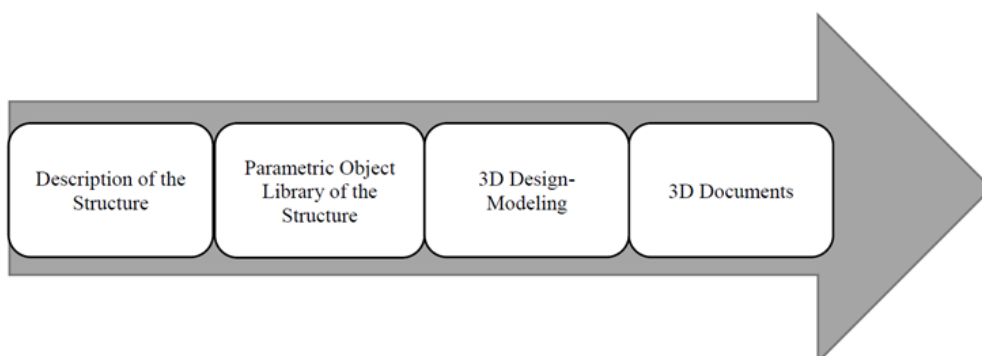 Description of the
Structure
Parametric Object
Library of the
Structure
3D Design-
Modeling
3D Documents